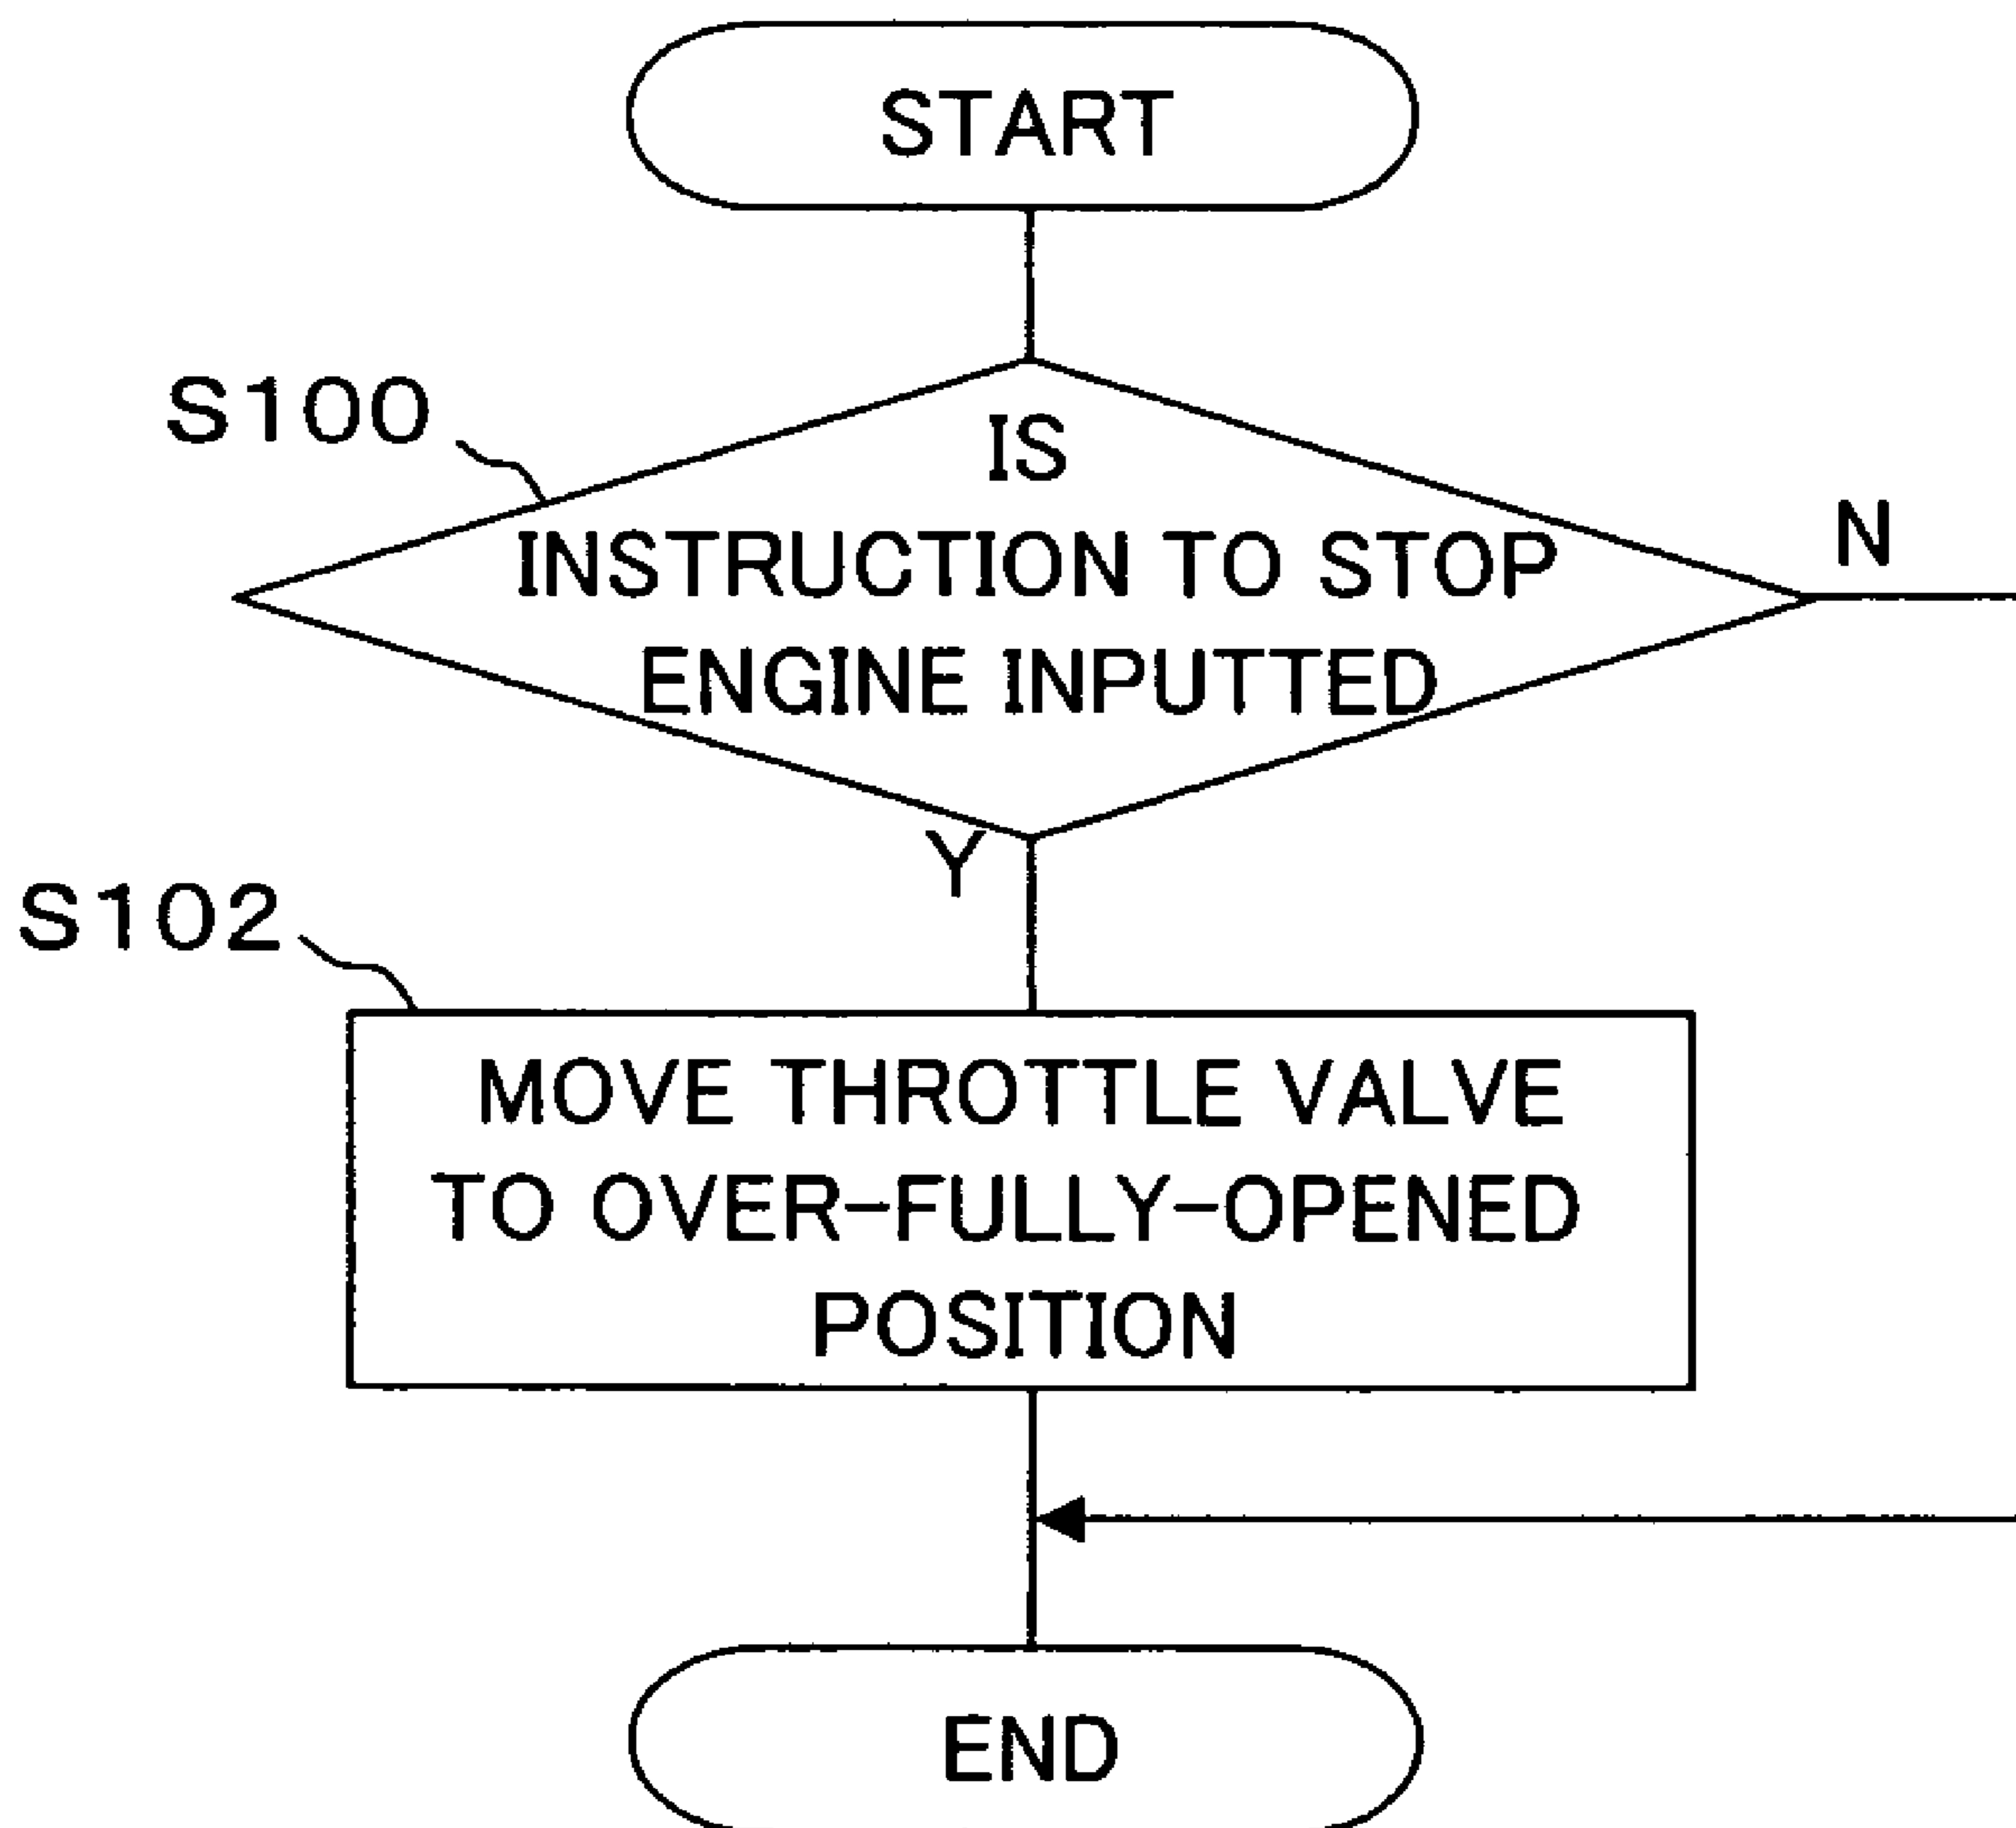 START
S100
IS
INSTRUCTION TO STOP
ENGINE INPUTTED
N
Y
S102
MOVE THROTTLE VALVE
TO OVER-FULLY-OPENED
POSITION
END